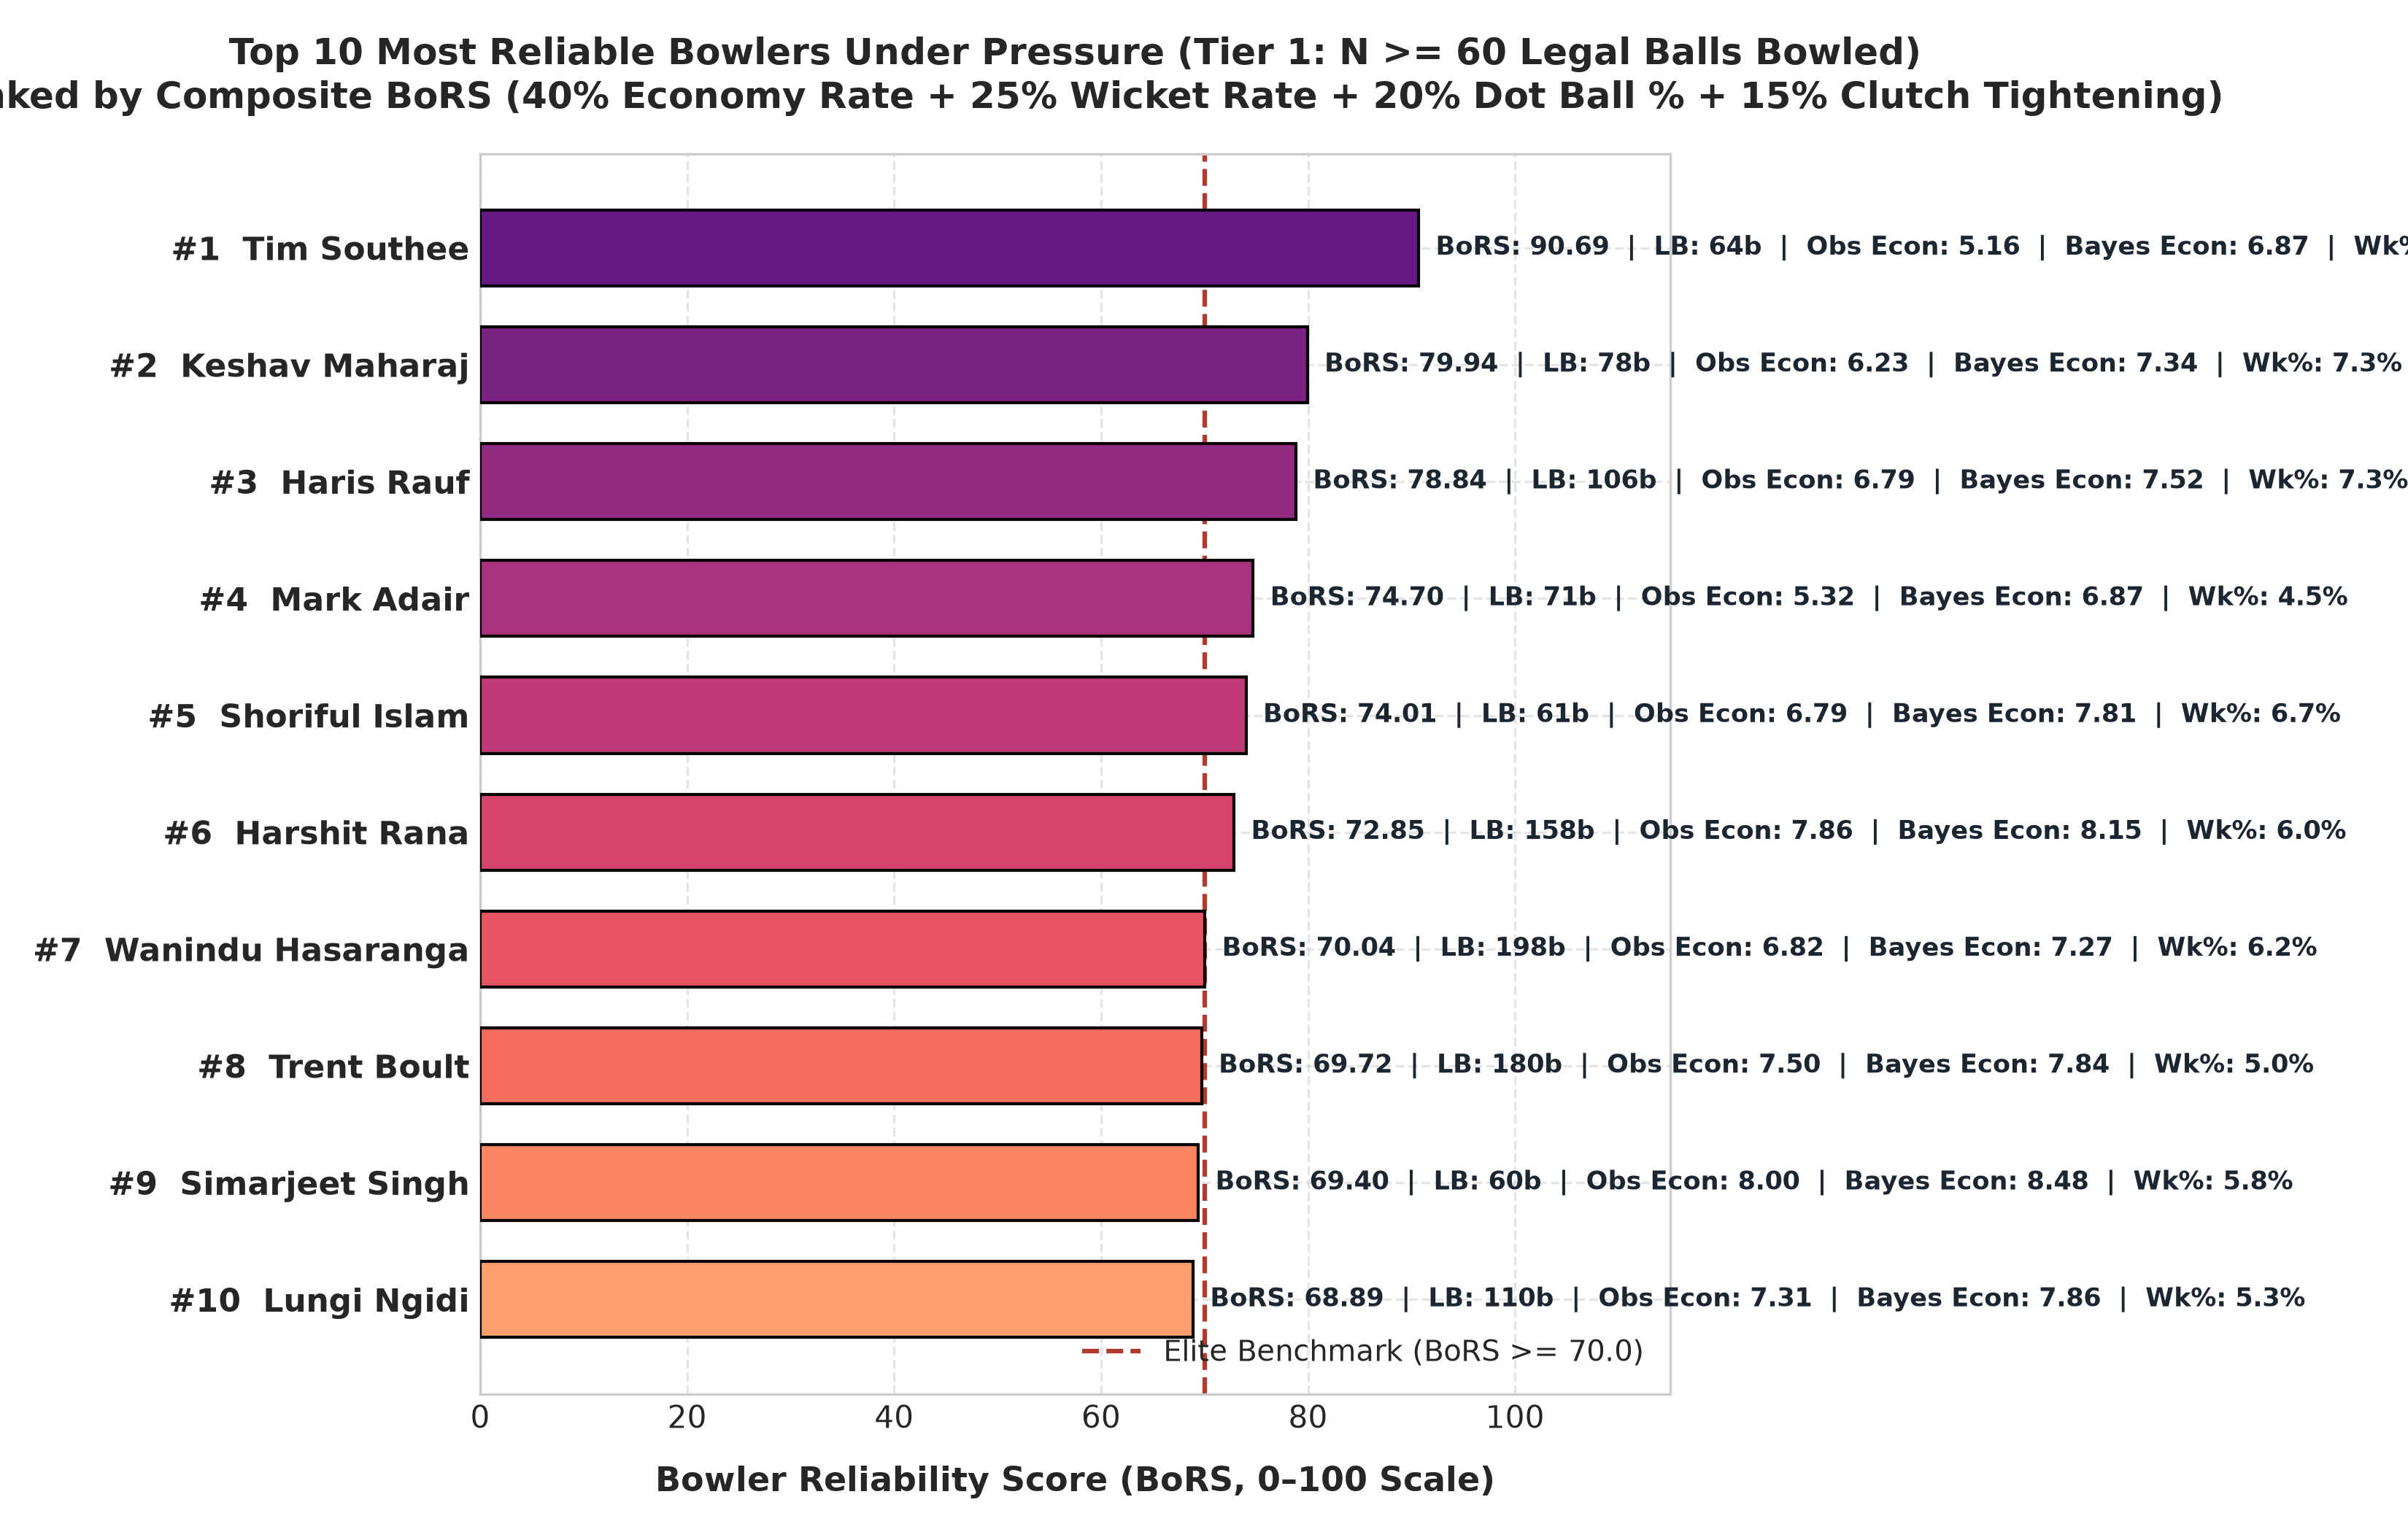 Top 10 Most Reliable Bowlers Under Pressure (Tier 1: N >= 60 Legal Balls Bowled)
by Composite BoRS (40% Economy Rate + 25% Wicket Rate + 20% Dot Ball % + 15% Clutch Tightening)
#1 Tim Southee BoRS: 90.69 | LB: 64b | Obs Econ: 5.16 | Bayes Econ: 6.87 |
#2 Keshav Maharaj BoRS: 79.94 | LB: 78b | Obs Econ: 6.23 | Bayes Econ: 7.34 | Wk%: 7.3%
#3 Haris Rauf BoRS: 78.84 | LB: 106b | Obs Econ: 6.79 | Bayes Econ: 7.52 | Wk%: 7.3%
#4 Mark Adair BoRS: 74.70 | LB: 71b | Obs Econ: 5.32 | Bayes Econ: 6.87 | Wk%: 4.5%
#5 Shoriful Islam BoRS: 74.01 | LB: 61b | Obs Econ: 6.79 | Bayes Econ: 7.81 | Wk%: 6.7%
#6 Harshit Rana BoRS: 72.85 | LB: 158b | Obs Econ: 7.86 | Bayes Econ: 8.15 | Wk%: 6.0%
#7 Wanindu Hasaranga BoRS: 70.04 | LB: 198b | Obs Econ: 6.82 | Bayes Econ: 7.27 | Wk%: 6.2%
#8 Trent Boult BoRS: 69.72 | LB: 180b | Obs Econ: 7.50 | Bayes Econ: 7.84 | Wk%: 5.0%
#9 Simarjeet Singh BoRS: 69.40 | LB: 60b | Obs Econ: 8.00 | Bayes Econ: 8.48 | Wk%: 5.8%
#10 Lungi Ngidi BoRS: 68.89 | LB: 110b | Obs Econ: 7.31 | Bayes Econ: 7.86 | Wk%: 5.3%
Elite Benchmark (BoRS >= 70.0)
0 20 40 60 80 100
Bowler Reliability Score (BoRS, 0–100 Scale)